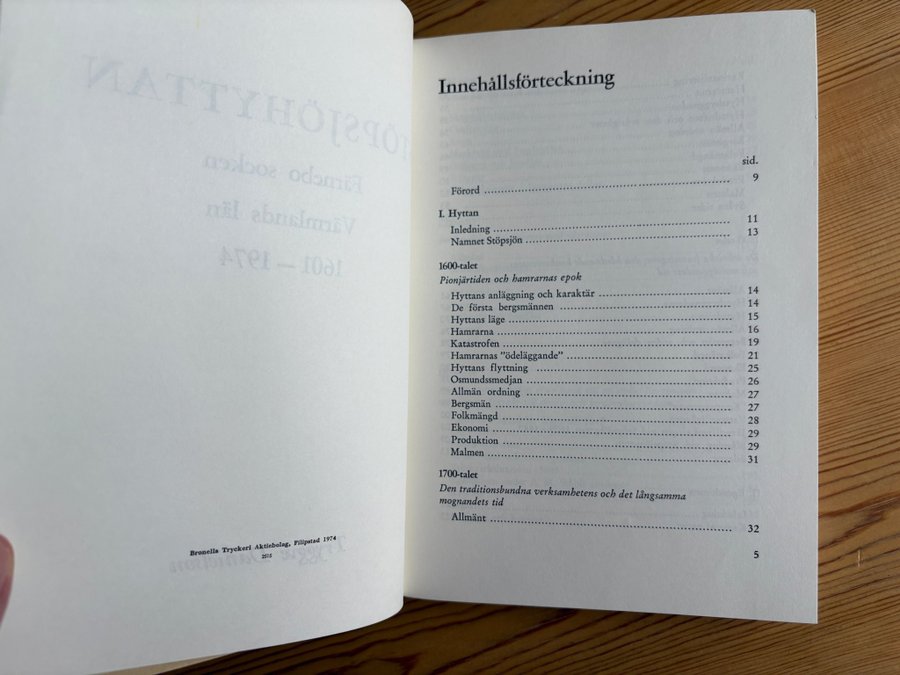 Bronells Tryckeri Aktiebolag, Filipstad 1974
2575
Innehållsförteckning
sid.
Förord ........ 9
I. Hyttan
Inledning ........ 11
Namnet Stöpsjön ........ 13
1600-talet
Pionjärtiden och hamrarnas epok
Hyttans anläggning och karaktär ........ 14
De första bergsmännen ........ 14
Hyttans läge ........ 15
Hamrarna ........ 16
Katastrofen ........ 19
Hamrarnas ”ödeläggande” ........ 21
Hyttans flyttning ........ 25
Osmundssmedjan ........ 26
Allmän ordning ........ 27
Bergsmän ........ 27
Folkmängd ........ 28
Ekonomi ........ 29
Produktion ........ 29
Malmen ........ 31
1700-talet
Den traditionsbundna verksamhetens och det långsamma
mognandets tid
Allmänt ........ 32
5